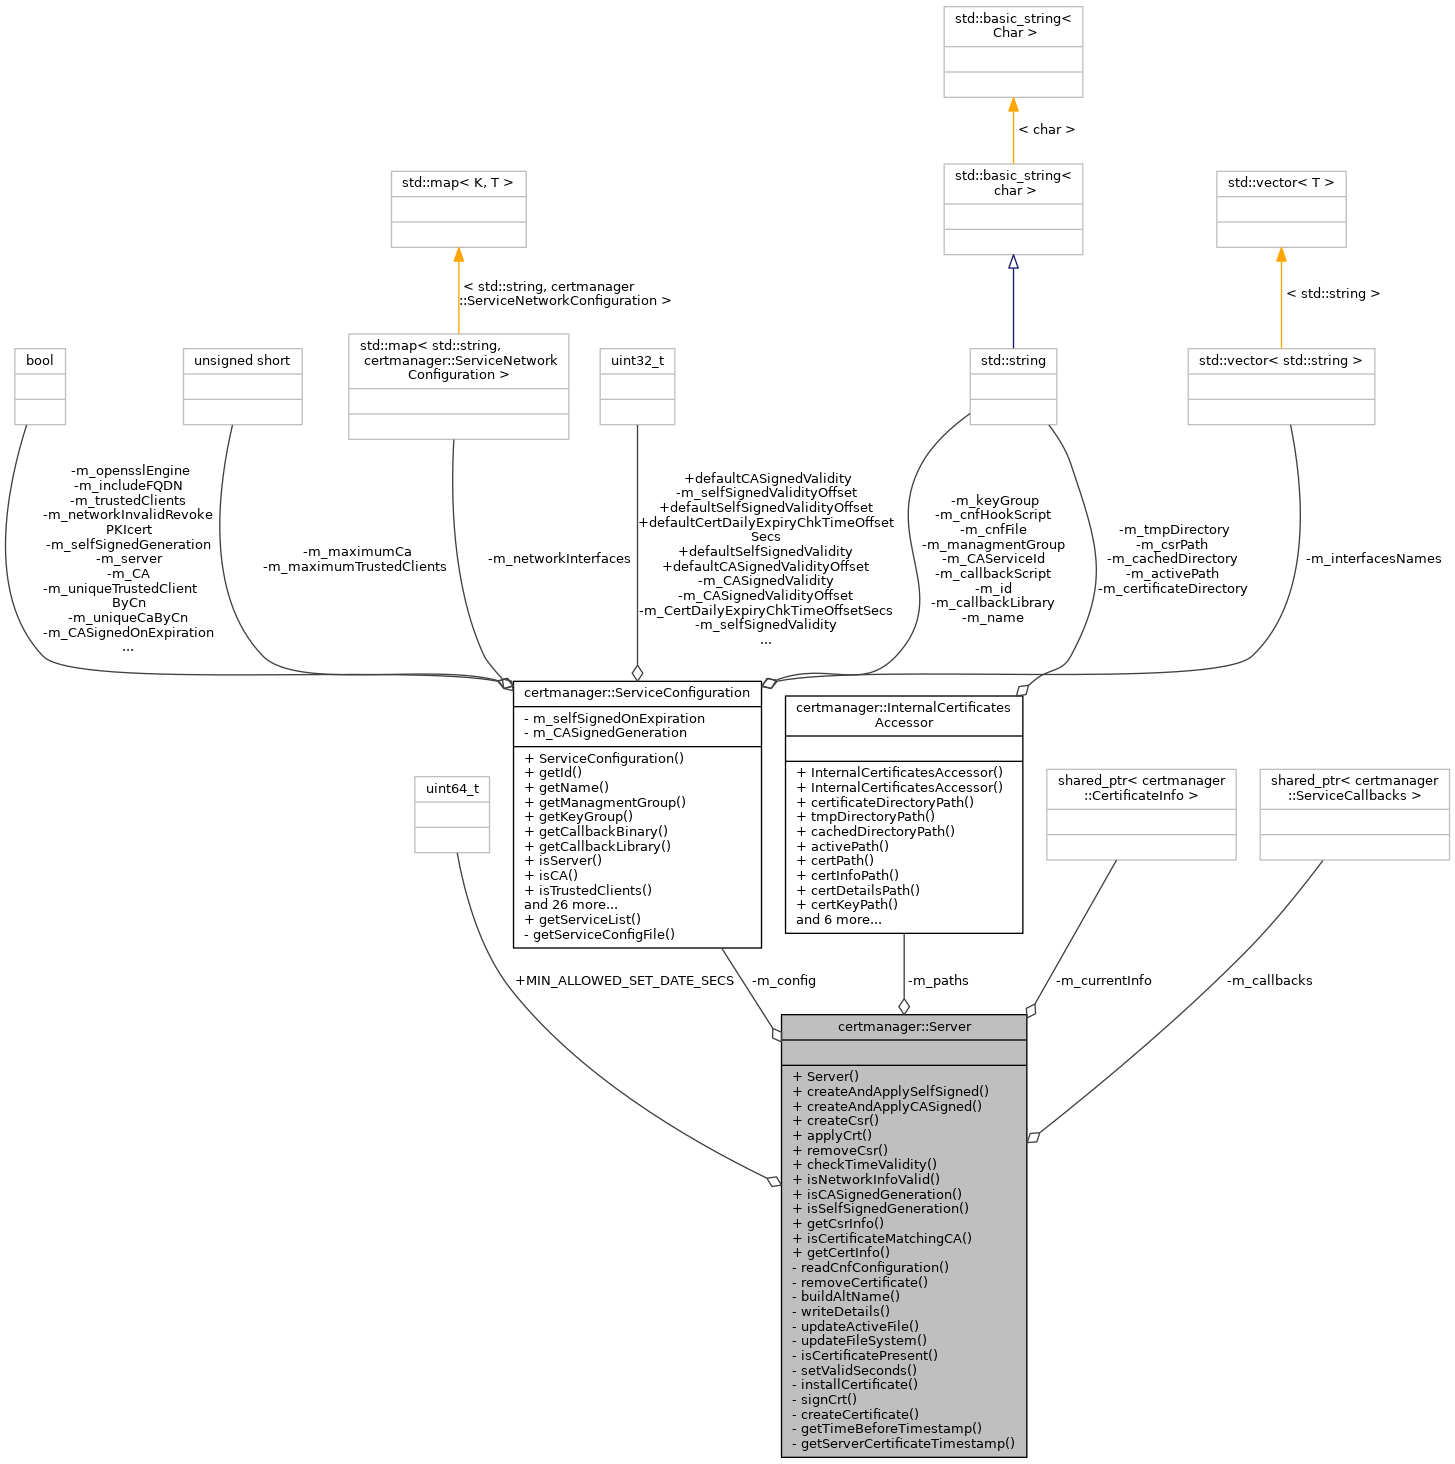 std::basic_string<
Char >
< char >
std::map< K, T >
std::basic_string<
char >
std::vector< T >
< std::string, certmanager
::ServiceNetworkConfiguration >
< std::string >
bool
unsigned short
std::map< std::string,
certmanager::ServiceNetwork
Configuration >
uint32_t
std::string
std::vector< std::string >
-m_opensslEngine
-m_includeFQDN
-m_trustedClients
-m_networkInvalidRevoke
PKIcert
-m_selfSignedGeneration
-m_server
-m_CA
-m_uniqueTrustedClient
ByCn
-m_uniqueCaByCn
-m_CASignedOnExpiration
...
-m_maximumCa
-m_maximumTrustedClients
-m_networkInterfaces
+defaultCASignedValidity
-m_selfSignedValidityOffset
+defaultSelfSignedValidityOffset
+defaultCertDailyExpiryChkTimeOffset
Secs
+defaultSelfSignedValidity
+defaultCASignedValidityOffset
-m_CASignedValidity
-m_CASignedValidityOffset
-m_CertDailyExpiryChkTimeOffsetSecs
-m_selfSignedValidity
...
-m_keyGroup
-m_cnfHookScript
-m_cnfFile
-m_managmentGroup
-m_CAServiceId
-m_callbackScript
-m_id
-m_callbackLibrary
-m_name
-m_tmpDirectory
-m_csrPath
-m_cachedDirectory
-m_activePath
-m_certificateDirectory
-m_interfacesNames
certmanager::ServiceConfiguration
- m_selfSignedOnExpiration
- m_CASignedGeneration
+ ServiceConfiguration()
+ getId()
+ getName()
+ getManagmentGroup()
+ getKeyGroup()
+ getCallbackBinary()
+ getCallbackLibrary()
+ isServer()
+ isCA()
+ isTrustedClients()
and 26 more...
+ getServiceList()
- getServiceConfigFile()
certmanager::InternalCertificates
Accessor
+ InternalCertificatesAccessor()
+ InternalCertificatesAccessor()
+ certificateDirectoryPath()
+ tmpDirectoryPath()
+ cachedDirectoryPath()
+ activePath()
+ certPath()
+ certInfoPath()
+ certDetailsPath()
+ certKeyPath()
and 6 more...
uint64_t
shared_ptr< certmanager
::CertificateInfo >
shared_ptr< certmanager
::ServiceCallbacks >
+MIN_ALLOWED_SET_DATE_SECS
-m_config
-m_paths
-m_currentInfo
-m_callbacks
certmanager::Server
+ Server()
+ createAndApplySelfSigned()
+ createAndApplyCASigned()
+ createCsr()
+ applyCrt()
+ removeCsr()
+ checkTimeValidity()
+ isNetworkInfoValid()
+ isCASignedGeneration()
+ isSelfSignedGeneration()
+ getCsrInfo()
+ isCertificateMatchingCA()
+ getCertInfo()
- readCnfConfiguration()
- removeCertificate()
- buildAltName()
- writeDetails()
- updateActiveFile()
- updateFileSystem()
- isCertificatePresent()
- setValidSeconds()
- installCertificate()
- signCrt()
- createCertificate()
- getTimeBeforeTimestamp()
- getServerCertificateTimestamp()